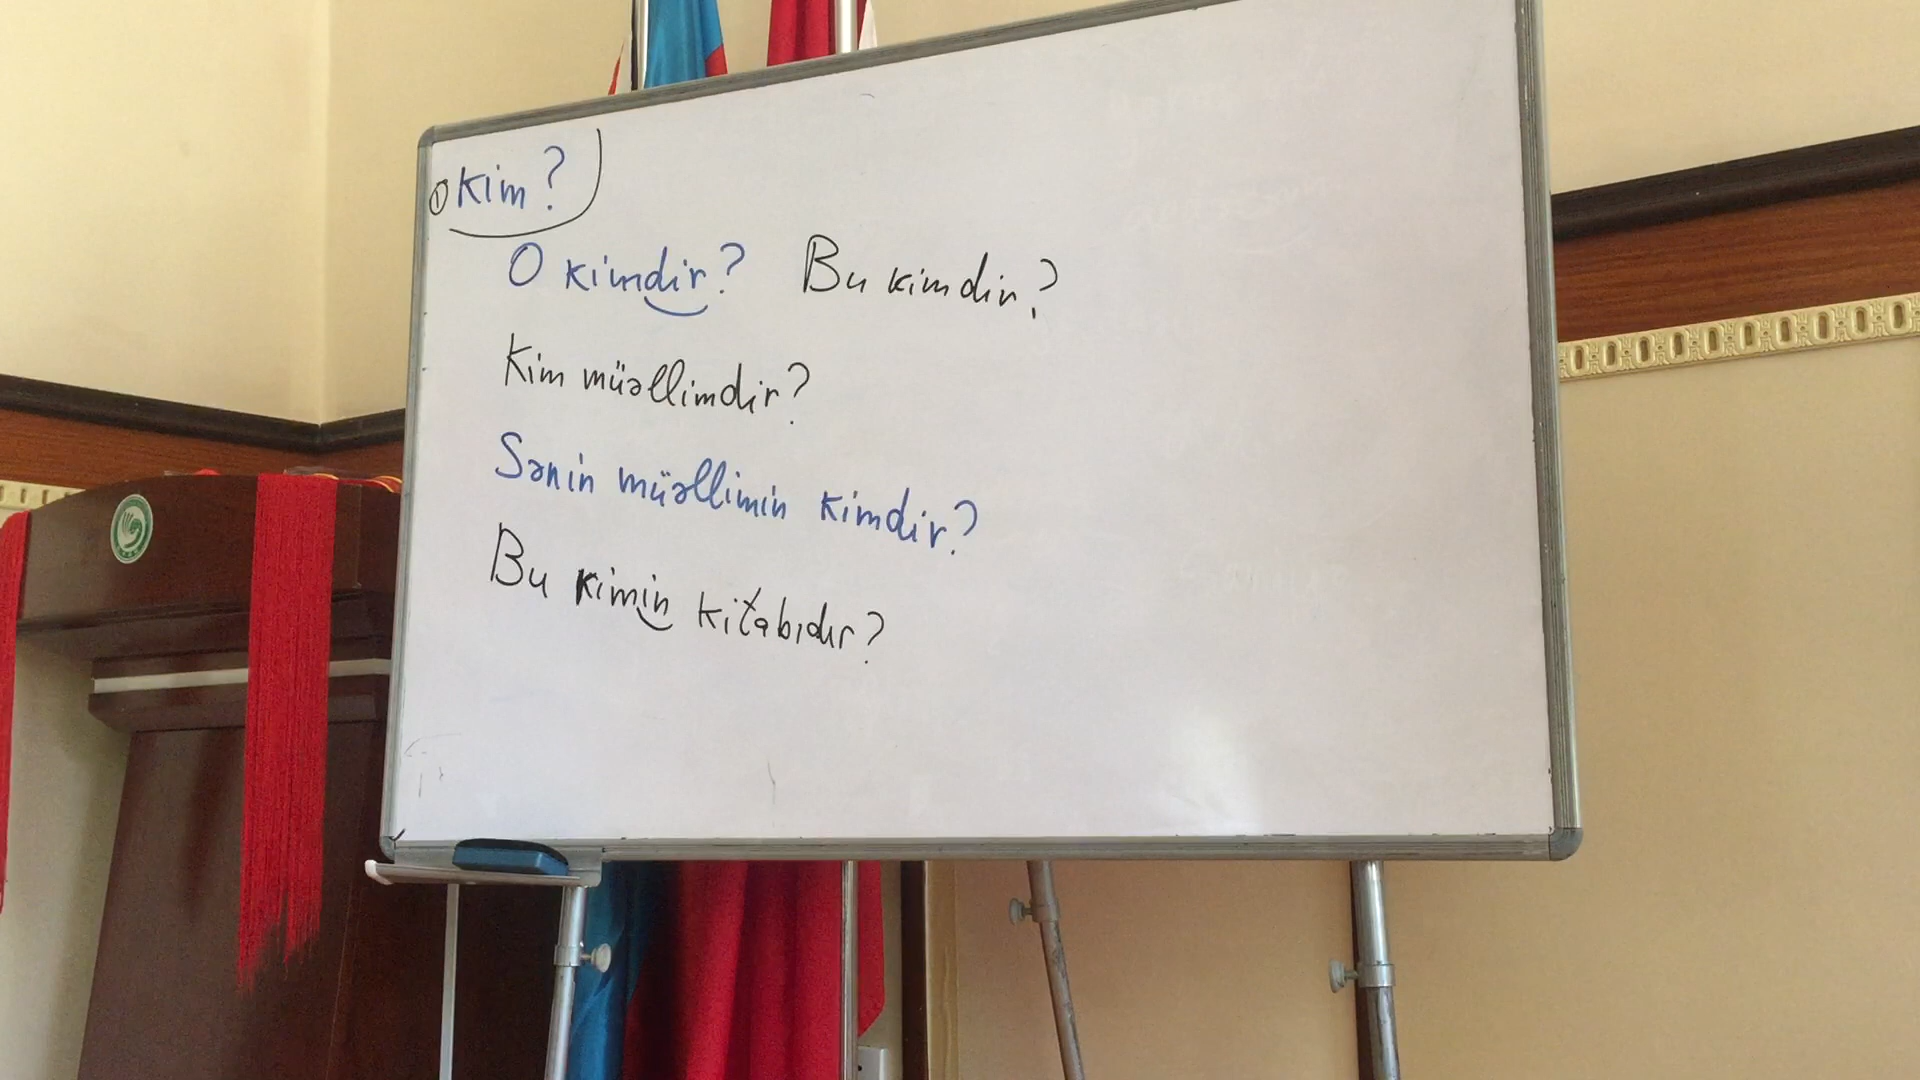 ① Kim?
O kimdir? Bu kimdir?
Kim müəllimdir?
Sənin müəllimin kimdir?
Bu kimin kitabıdır?